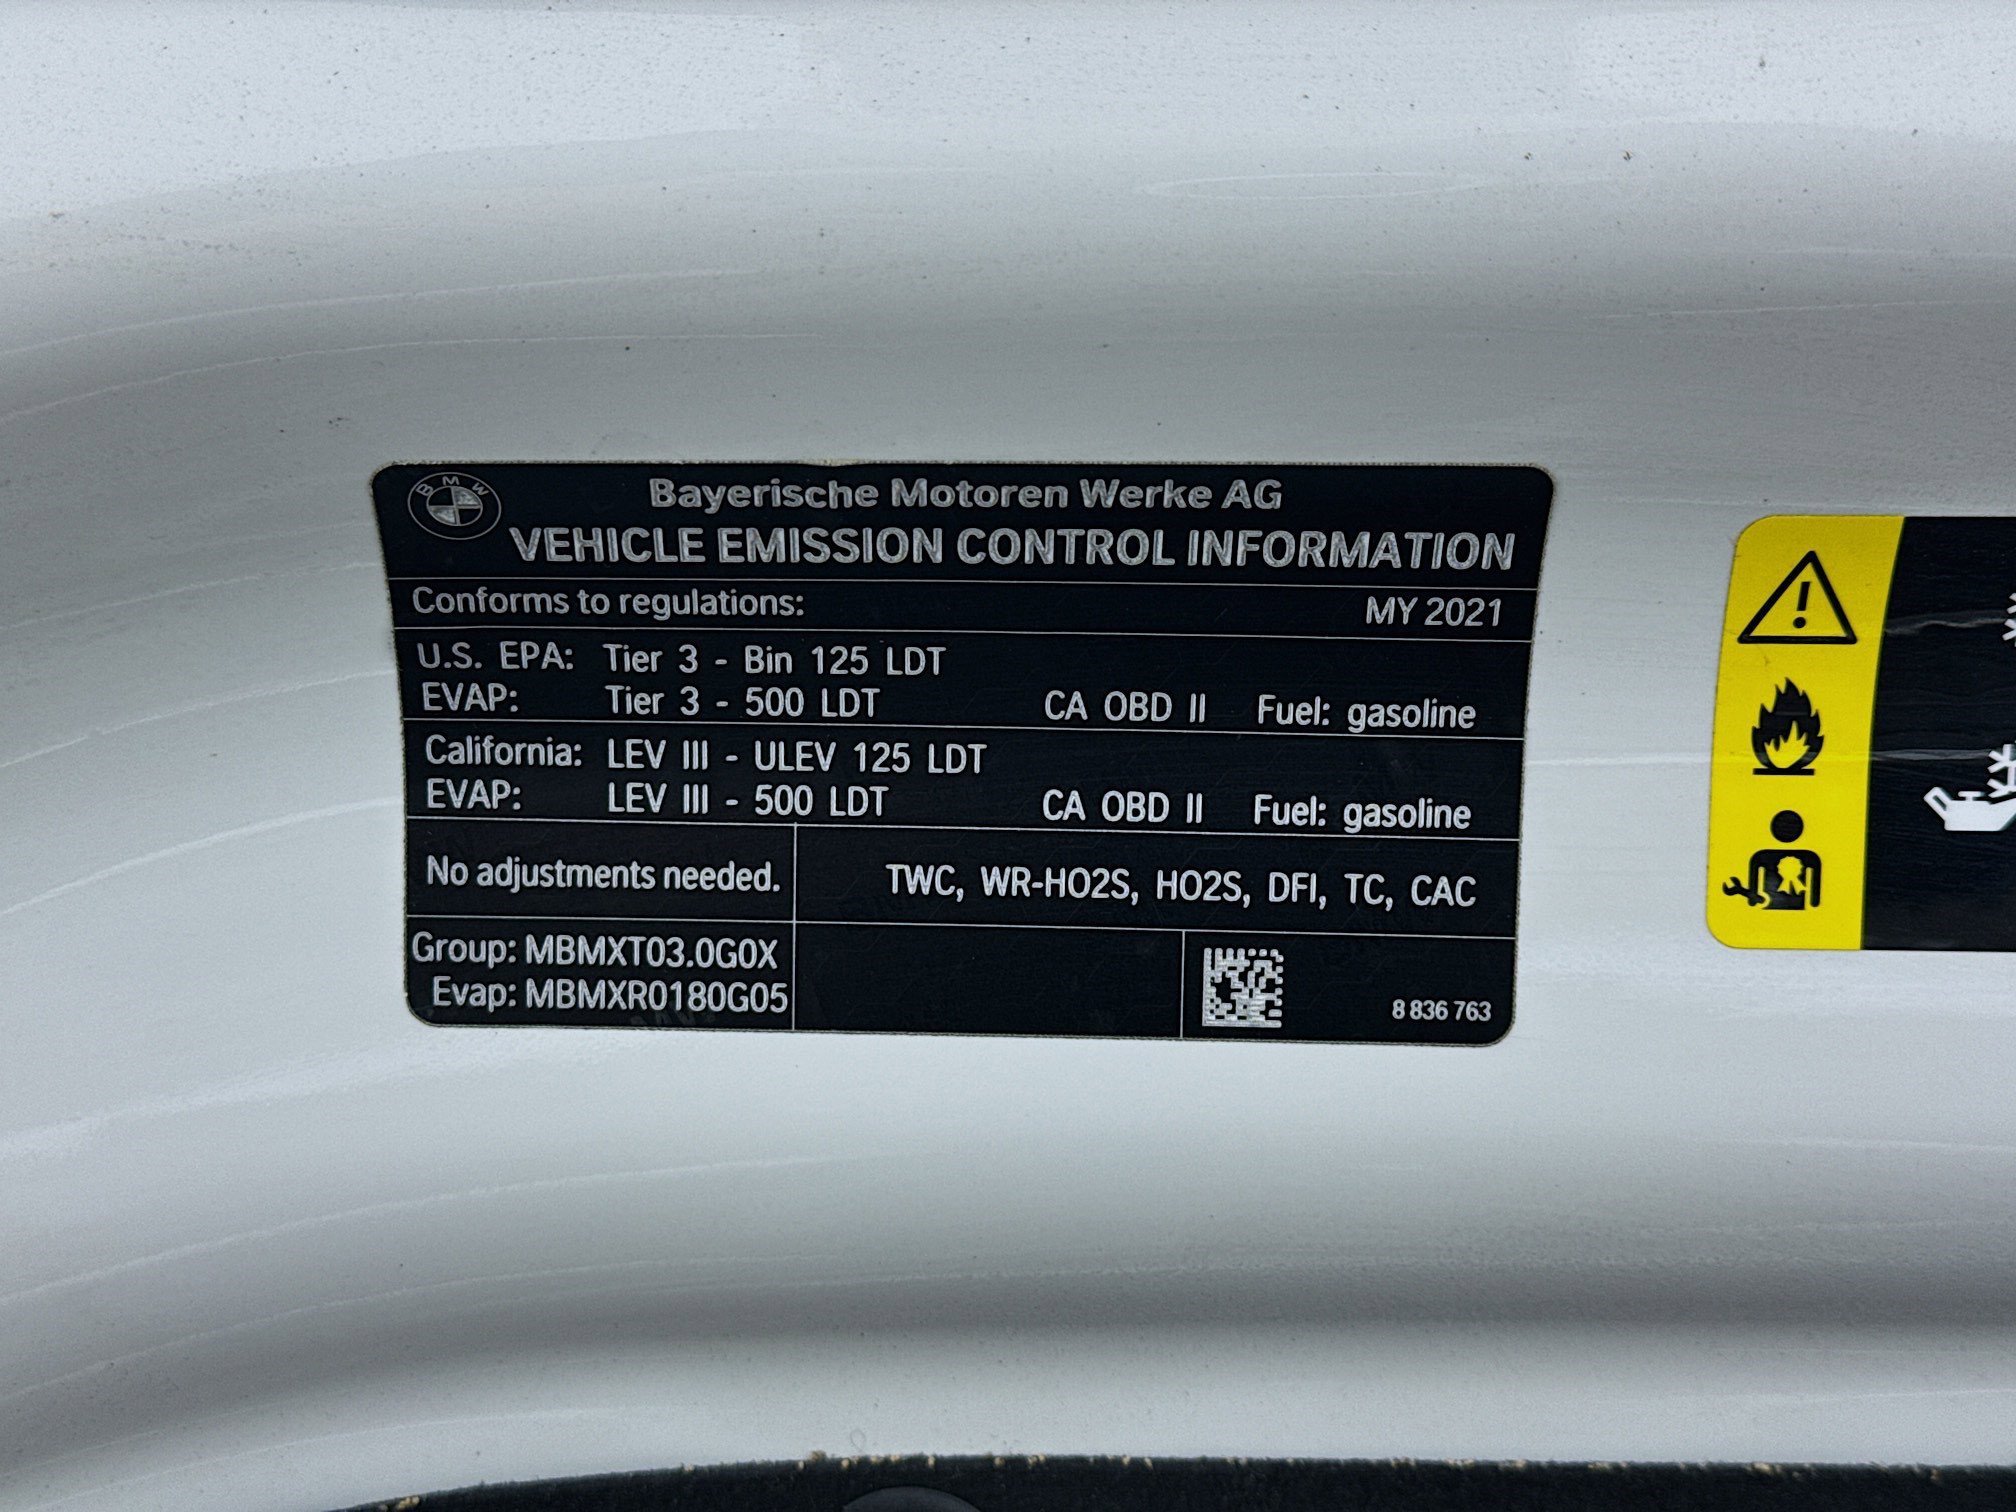 BMW
Bayerische Motoren Werke AG
VEHICLE EMISSION CONTROL INFORMATION
Conforms to regulations: MY 2021
U.S. EPA: Tier 3 - Bin 125 LDT
EVAP: Tier 3 - 500 LDT CA OBD II Fuel: gasoline
California: LEV III - ULEV 125 LDT
EVAP: LEV III - 500 LDT CA OBD II Fuel: gasoline
No adjustments needed. TWC, WR-HO2S, HO2S, DFI, TC, CAC
Group: MBMXT03.0G0X
Evap: MBMXR0180G05
8 836 763